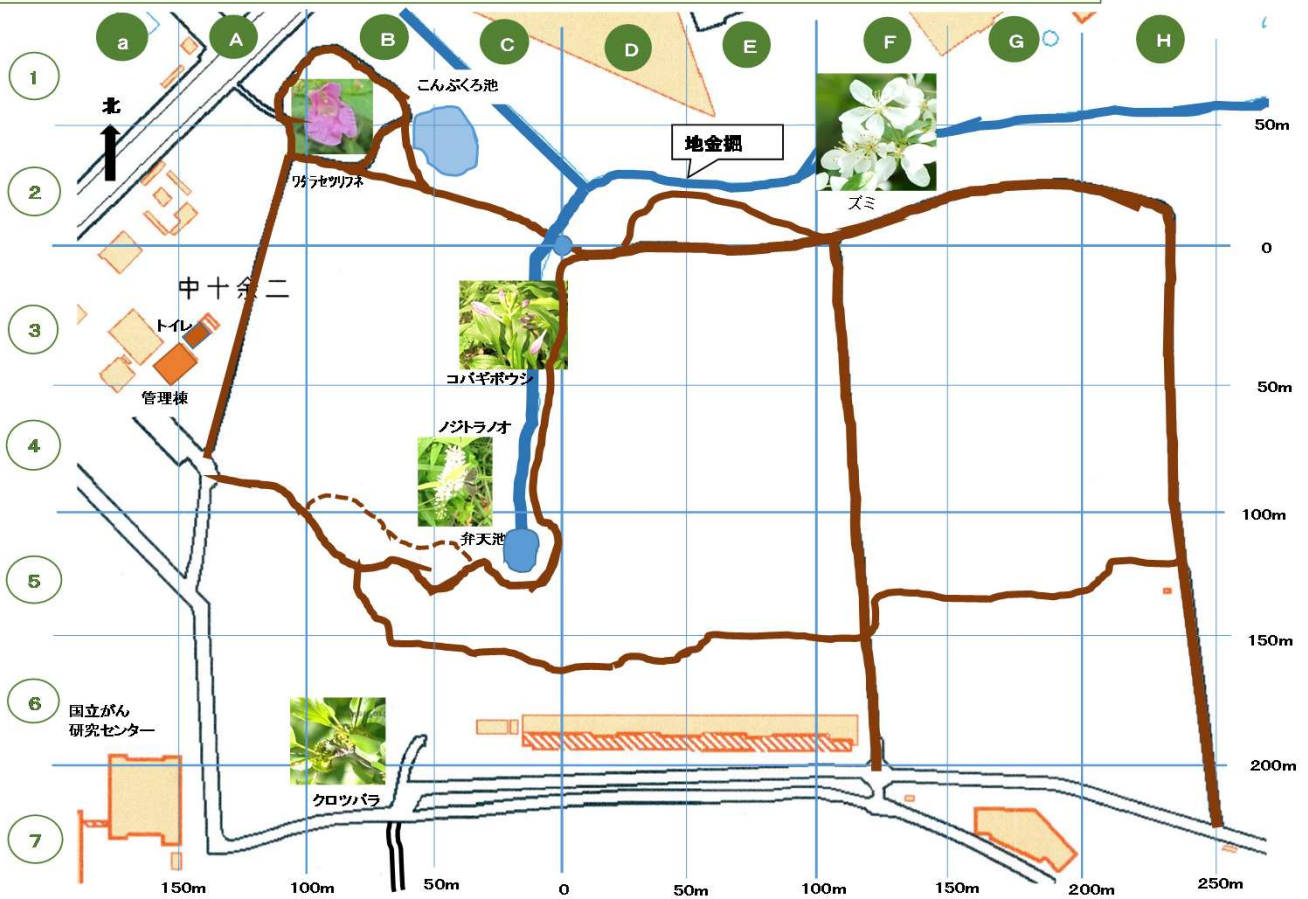 a A B C D E F G H
1
こんぶくろ池
北
50m
地金堀
2
ワタラセツリフネ
ズミ
0
中十余二
3
トイレ
コバギボウシ
管理棟
50m
ノジトラノオ
4
100m
弁天池
5
150m
6
国立がん
研究センター
200m
クロツバラ
7
150m 100m 50m 0 50m 100m 150m 200m 250m